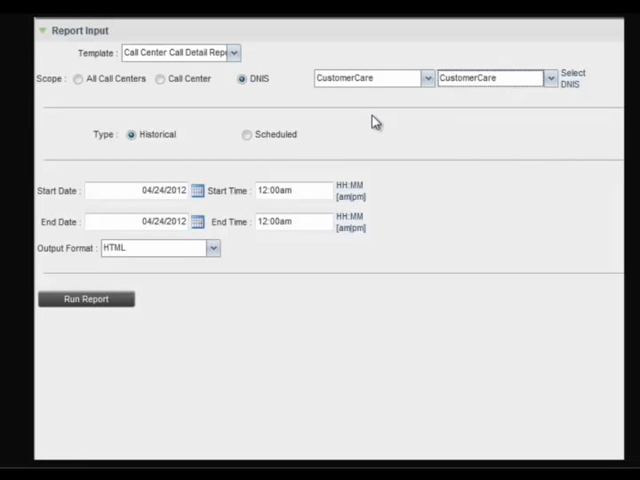 Report Input
Template : Call Center Call Detail Rep
Scope : All Call Centers Call Center DNIS CustomerCare CustomerCare Select DNIS
Type : Historical Scheduled
Start Date : 04/24/2012 Start Time : 12:00am HH:MM [am|pm]
End Date : 04/24/2012 End Time : 12:00am HH:MM [am|pm]
Output Format : HTML
Run Report